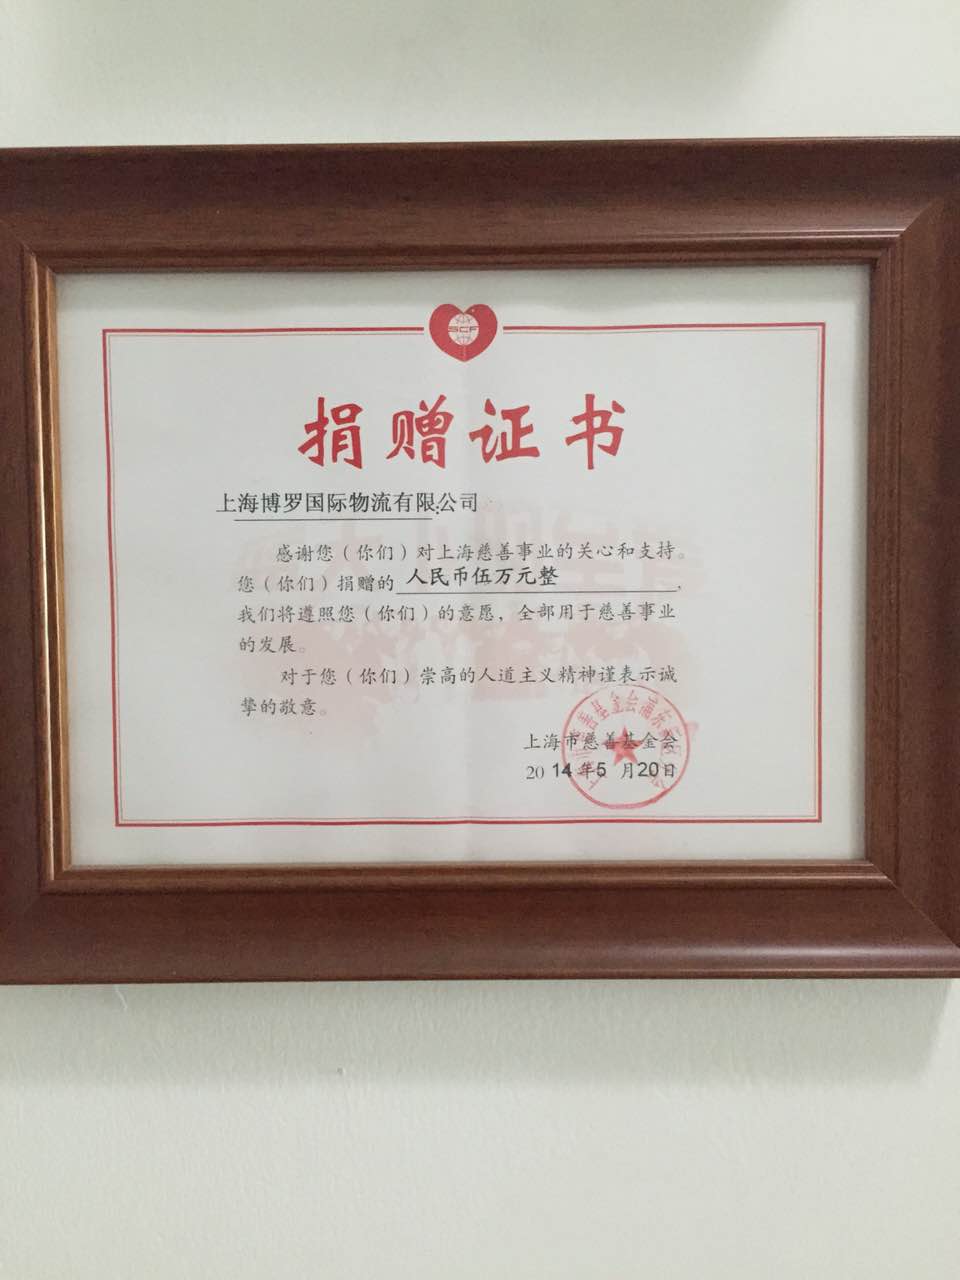 SCF
捐赠证书
上海博罗国际物流有限:公司
感谢您（你们）对上海慈善事业的关心和支持。
您（你们）捐赠的 人民币伍万元整，
我们将遵照您（你们）的意愿，全部用于慈善事业
的发展。
对于您（你们）崇高的人道主义精神谨表示诚
挚的敬意。
上海市慈善基金会
2014年5月20日